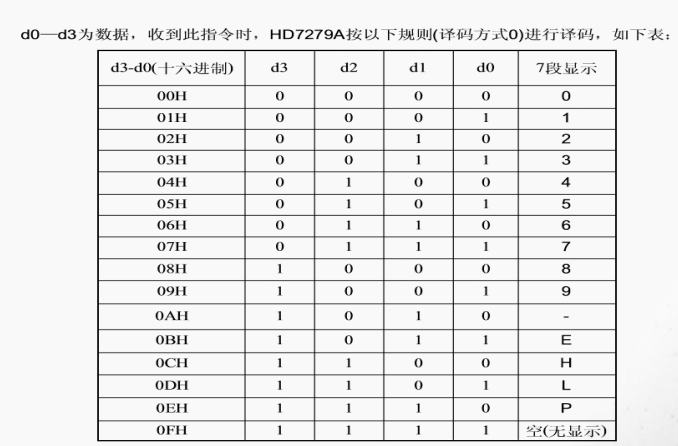 d0—d3为数据，收到此指令时，HD7279A按以下规则(译码方式0)进行译码，如下表：
d3-d0(十六进制) d3 d2 d1 d0 7段显示
00H 0 0 0 0 0
01H 0 0 0 1 1
02H 0 0 1 0 2
03H 0 0 1 1 3
04H 0 1 0 0 4
05H 0 1 0 1 5
06H 0 1 1 0 6
07H 0 1 1 1 7
08H 1 0 0 0 8
09H 1 0 0 1 9
0AH 1 0 1 0 -
0BH 1 0 1 1 E
0CH 1 1 0 0 H
0DH 1 1 0 1 L
0EH 1 1 1 0 P
0FH 1 1 1 1 空(无显示)